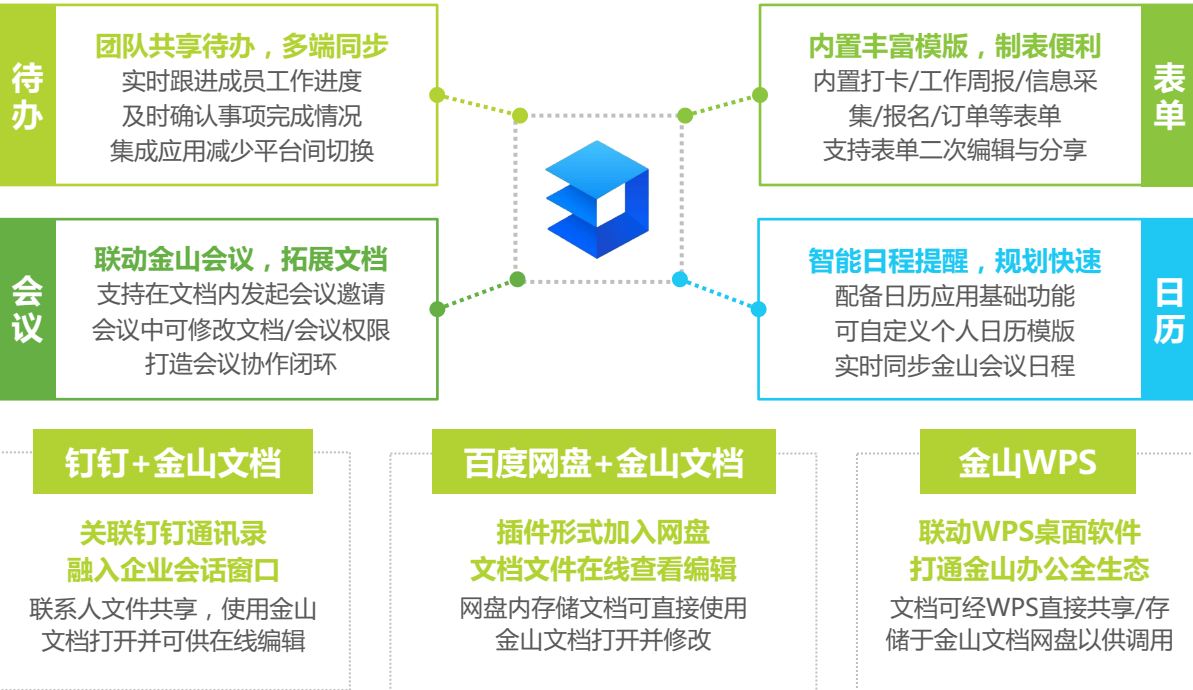 待办
团队共享待办，多端同步
实时跟进成员工作进度
及时确认事项完成情况
集成应用减少平台间切换
内置丰富模版，制表便利
内置打卡/工作周报/信息采
集/报名/订单等表单
支持表单二次编辑与分享
表单
会议
联动金山会议，拓展文档
支持在文档内发起会议邀请
会议中可修改文档/会议权限
打造会议协作闭环
智能日程提醒，规划快速
配备日历应用基础功能
可自定义个人日历模版
实时同步金山会议日程
日历
钉钉+金山文档
关联钉钉通讯录
融入企业会话窗口
联系人文件共享，使用金山
文档打开并可供在线编辑
百度网盘+金山文档
插件形式加入网盘
文档文件在线查看编辑
网盘内存储文档可直接使用
金山文档打开并修改
金山WPS
联动WPS桌面软件
打通金山办公全生态
文档可经WPS直接共享/存
储于金山文档网盘以供调用